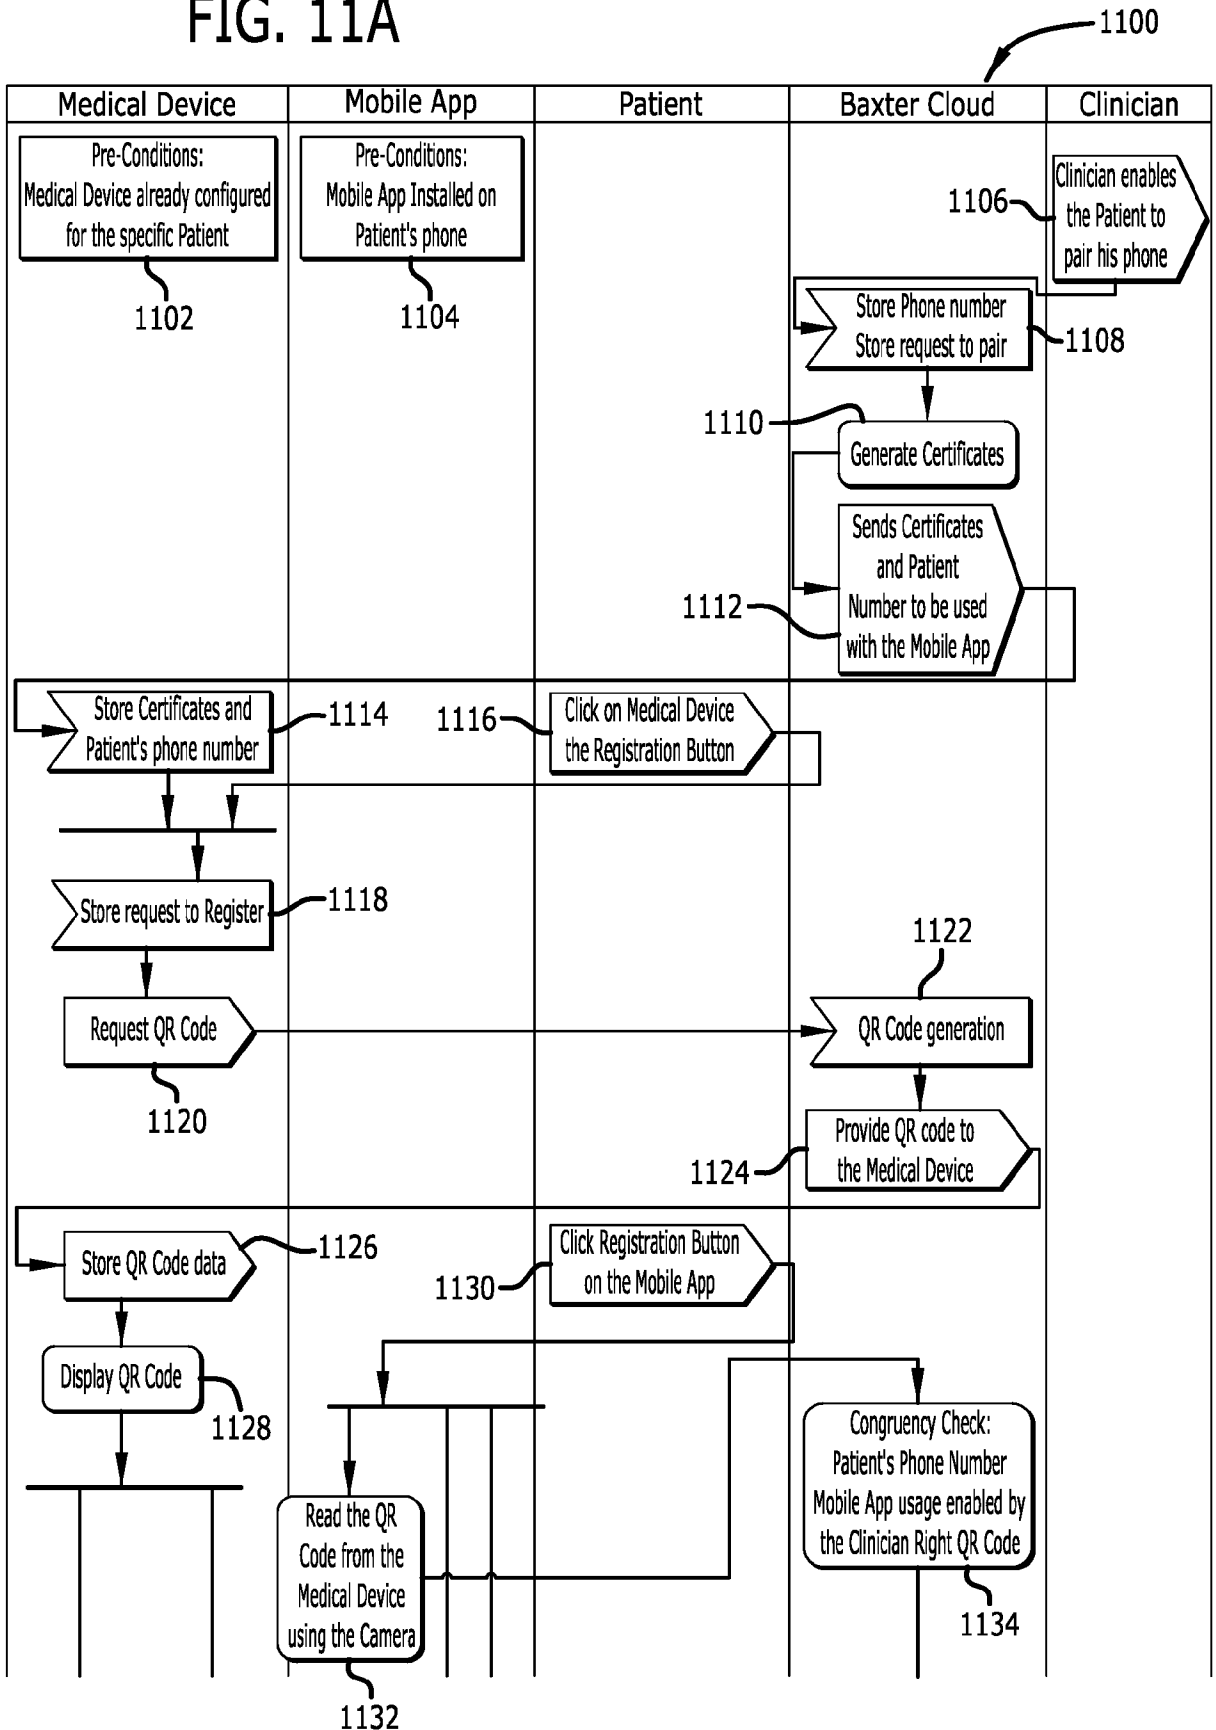 FIG. 11A
1100
Medical Device
Mobile App
Patient
Baxter Cloud
Clinician
Pre-Conditions:
Medical Device already configured
for the specific Patient
1102
Pre-Conditions:
Mobile App Installed on
Patient's phone
1104
1106
Clinician enables
the Patient to
pair his phone
Store Phone number
Store request to pair
1108
1110
Generate Certificates
Sends Certificates
and Patient
Number to be used
with the Mobile App
1112
Store Certificates and
Patient's phone number
1114
1116
Click on Medical Device
the Registration Button
Store request to Register
1118
Request QR Code
1120
1122
QR Code generation
Provide QR code to
the Medical Device
1124
Store QR Code data
1126
1130
Click Registration Button
on the Mobile App
Display QR Code
1128
Read the QR
Code from the
Medical Device
using the Camera
1132
Congruency Check:
Patient's Phone Number
Mobile App usage enabled by
the Clinician Right QR Code
1134